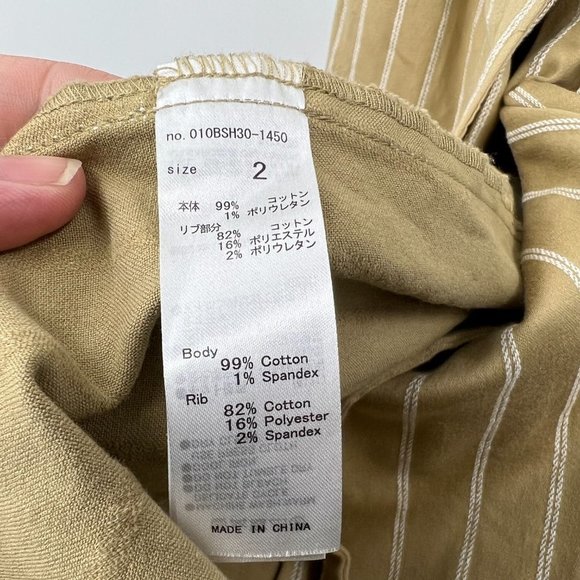 no. 010BSH30-1450
size 2
本体 99% コットン
1% ポリウレタン
リブ部分 82% コットン
16% ポリエステル
2% ポリウレタン
Body
99% Cotton
1% Spandex
Rib
82% Cotton
16% Polyester
2% Spandex
MADE IN CHINA